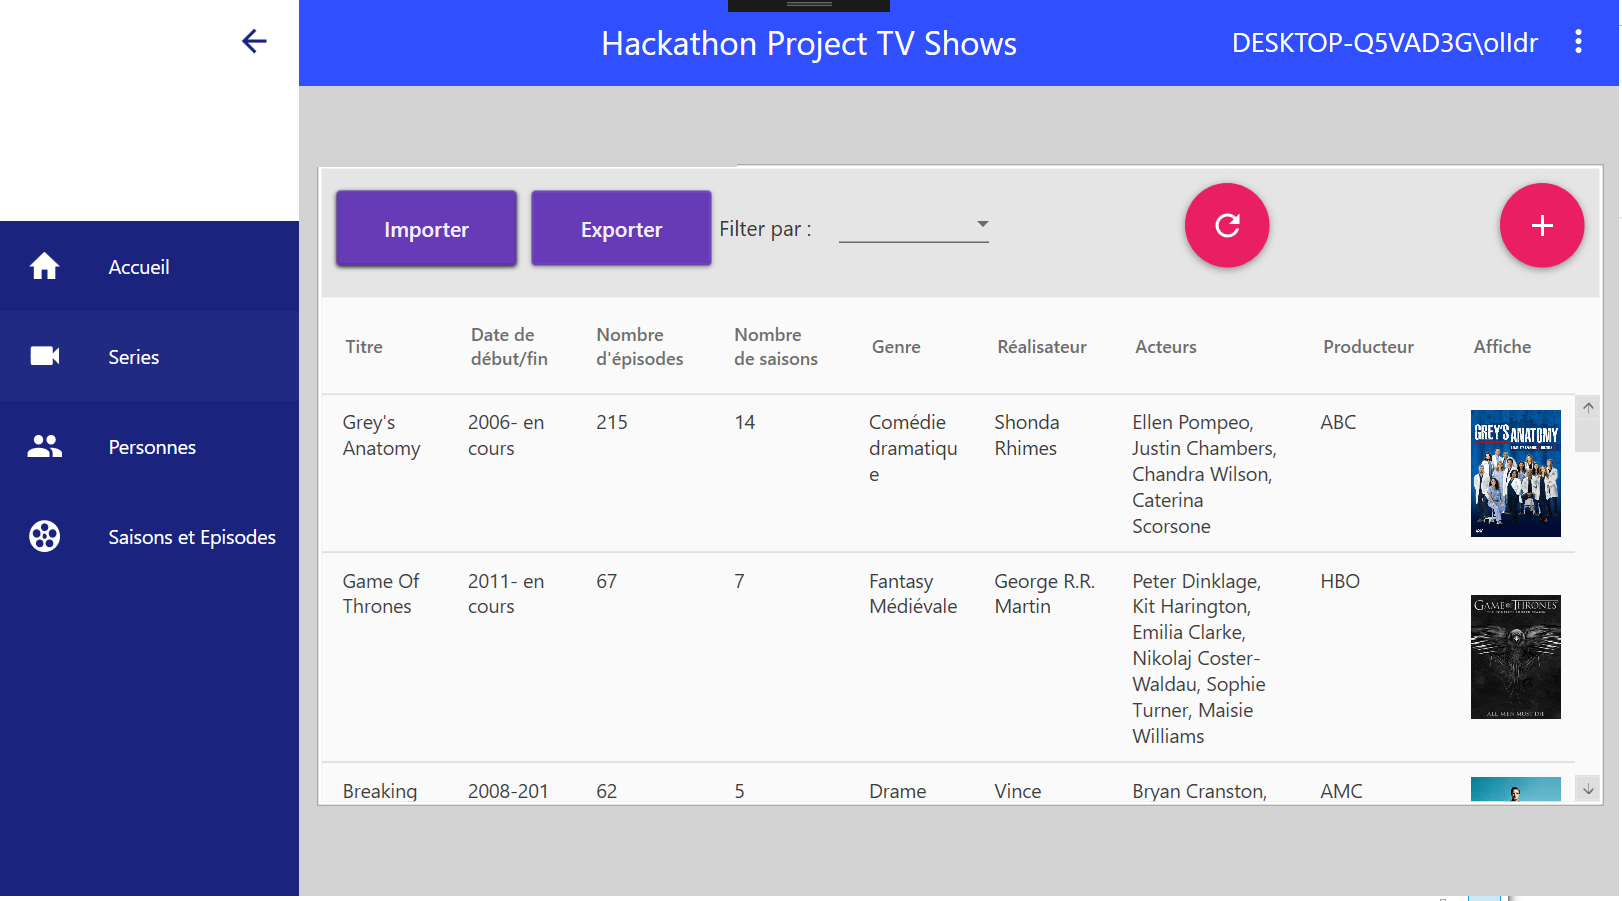 Hackathon Project TV Shows
DESKTOP-Q5VAD3G\olldr
Accueil
Series
Personnes
Saisons et Episodes
Importer
Exporter
Filter par :
Titre
Date de
début/fin
Nombre
d'épisodes
Nombre
de saisons
Genre
Réalisateur
Acteurs
Producteur
Affiche
Grey's
Anatomy
2006- en
cours
215
14
Comédie
dramatiqu
e
Shonda
Rhimes
Ellen Pompeo,
Justin Chambers,
Chandra Wilson,
Caterina
Scorsone
ABC
GREY'S ANATOMY
Game Of
Thrones
2011- en
cours
67
7
Fantasy
Médiévale
George R.R.
Martin
Peter Dinklage,
Kit Harington,
Emilia Clarke,
Nikolaj Coster-
Waldau, Sophie
Turner, Maisie
Williams
HBO
GAME OF THRONES
ALL MEN MUST DIE
Breaking
2008-201
62
5
Drame
Vince
Bryan Cranston,
AMC